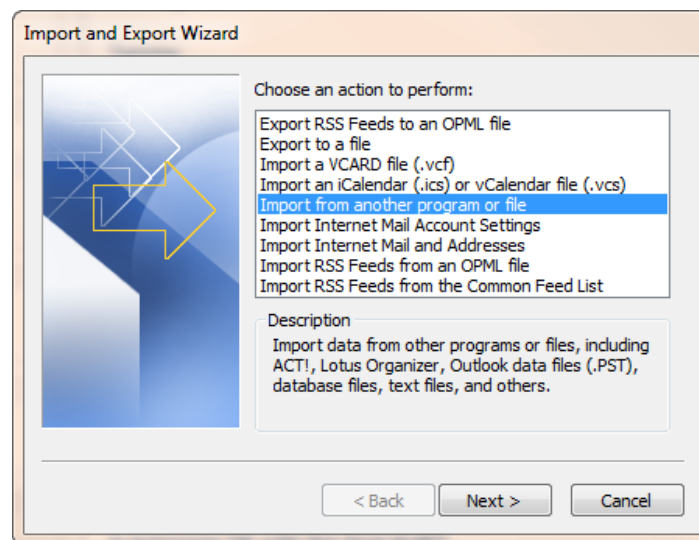 Import and Export Wizard
Choose an action to perform:
Export RSS Feeds to an OPML file
Export to a file
Import a VCARD file (.vcf)
Import an iCalendar (.ics) or vCalendar file (.vcs)
Import from another program or file
Import Internet Mail Account Settings
Import Internet Mail and Addresses
Import RSS Feeds from an OPML file
Import RSS Feeds from the Common Feed List
Description
Import data from other programs or files, including
ACT!, Lotus Organizer, Outlook data files (.PST),
database files, text files, and others.
< Back Next > Cancel